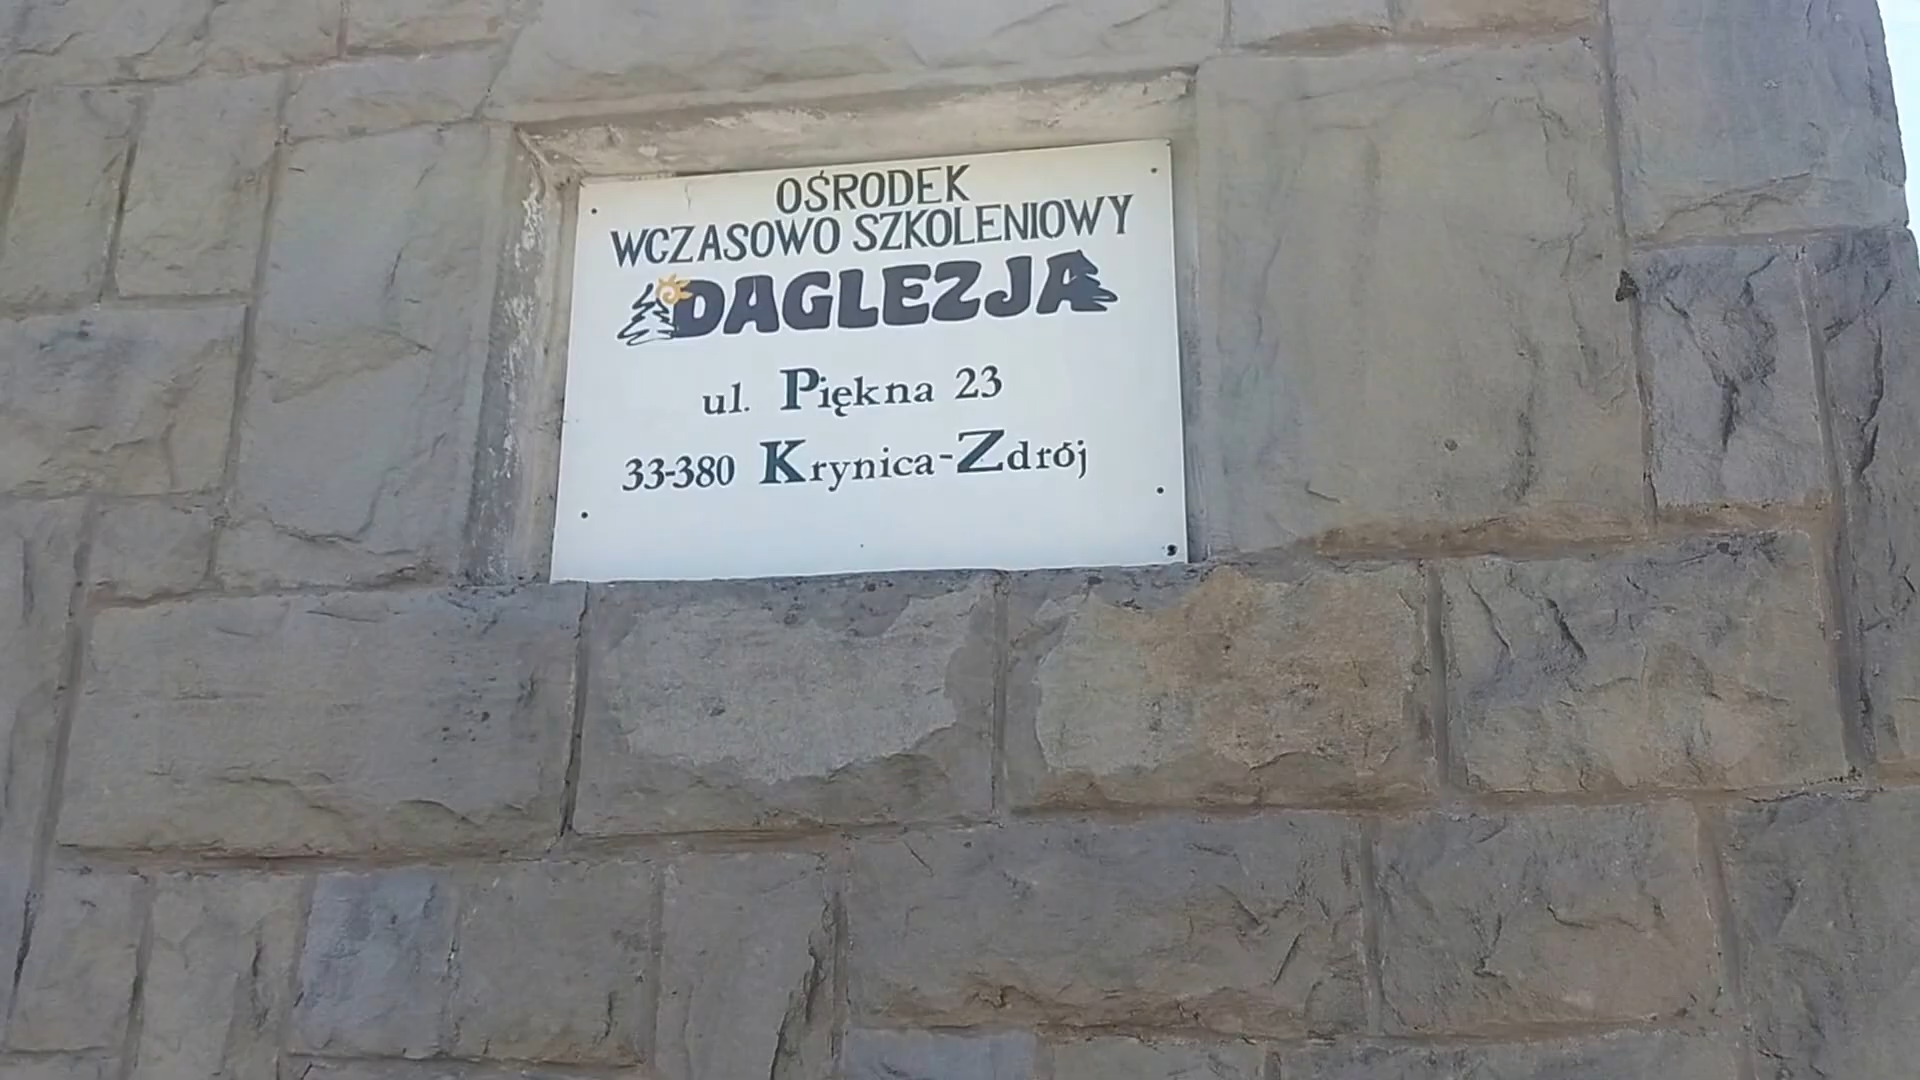 OŚRODEK
WCZASOWO SZKOLENIOWY
DAGLEZJA
ul. Piękna 23
33-380 Krynica-Zdrój